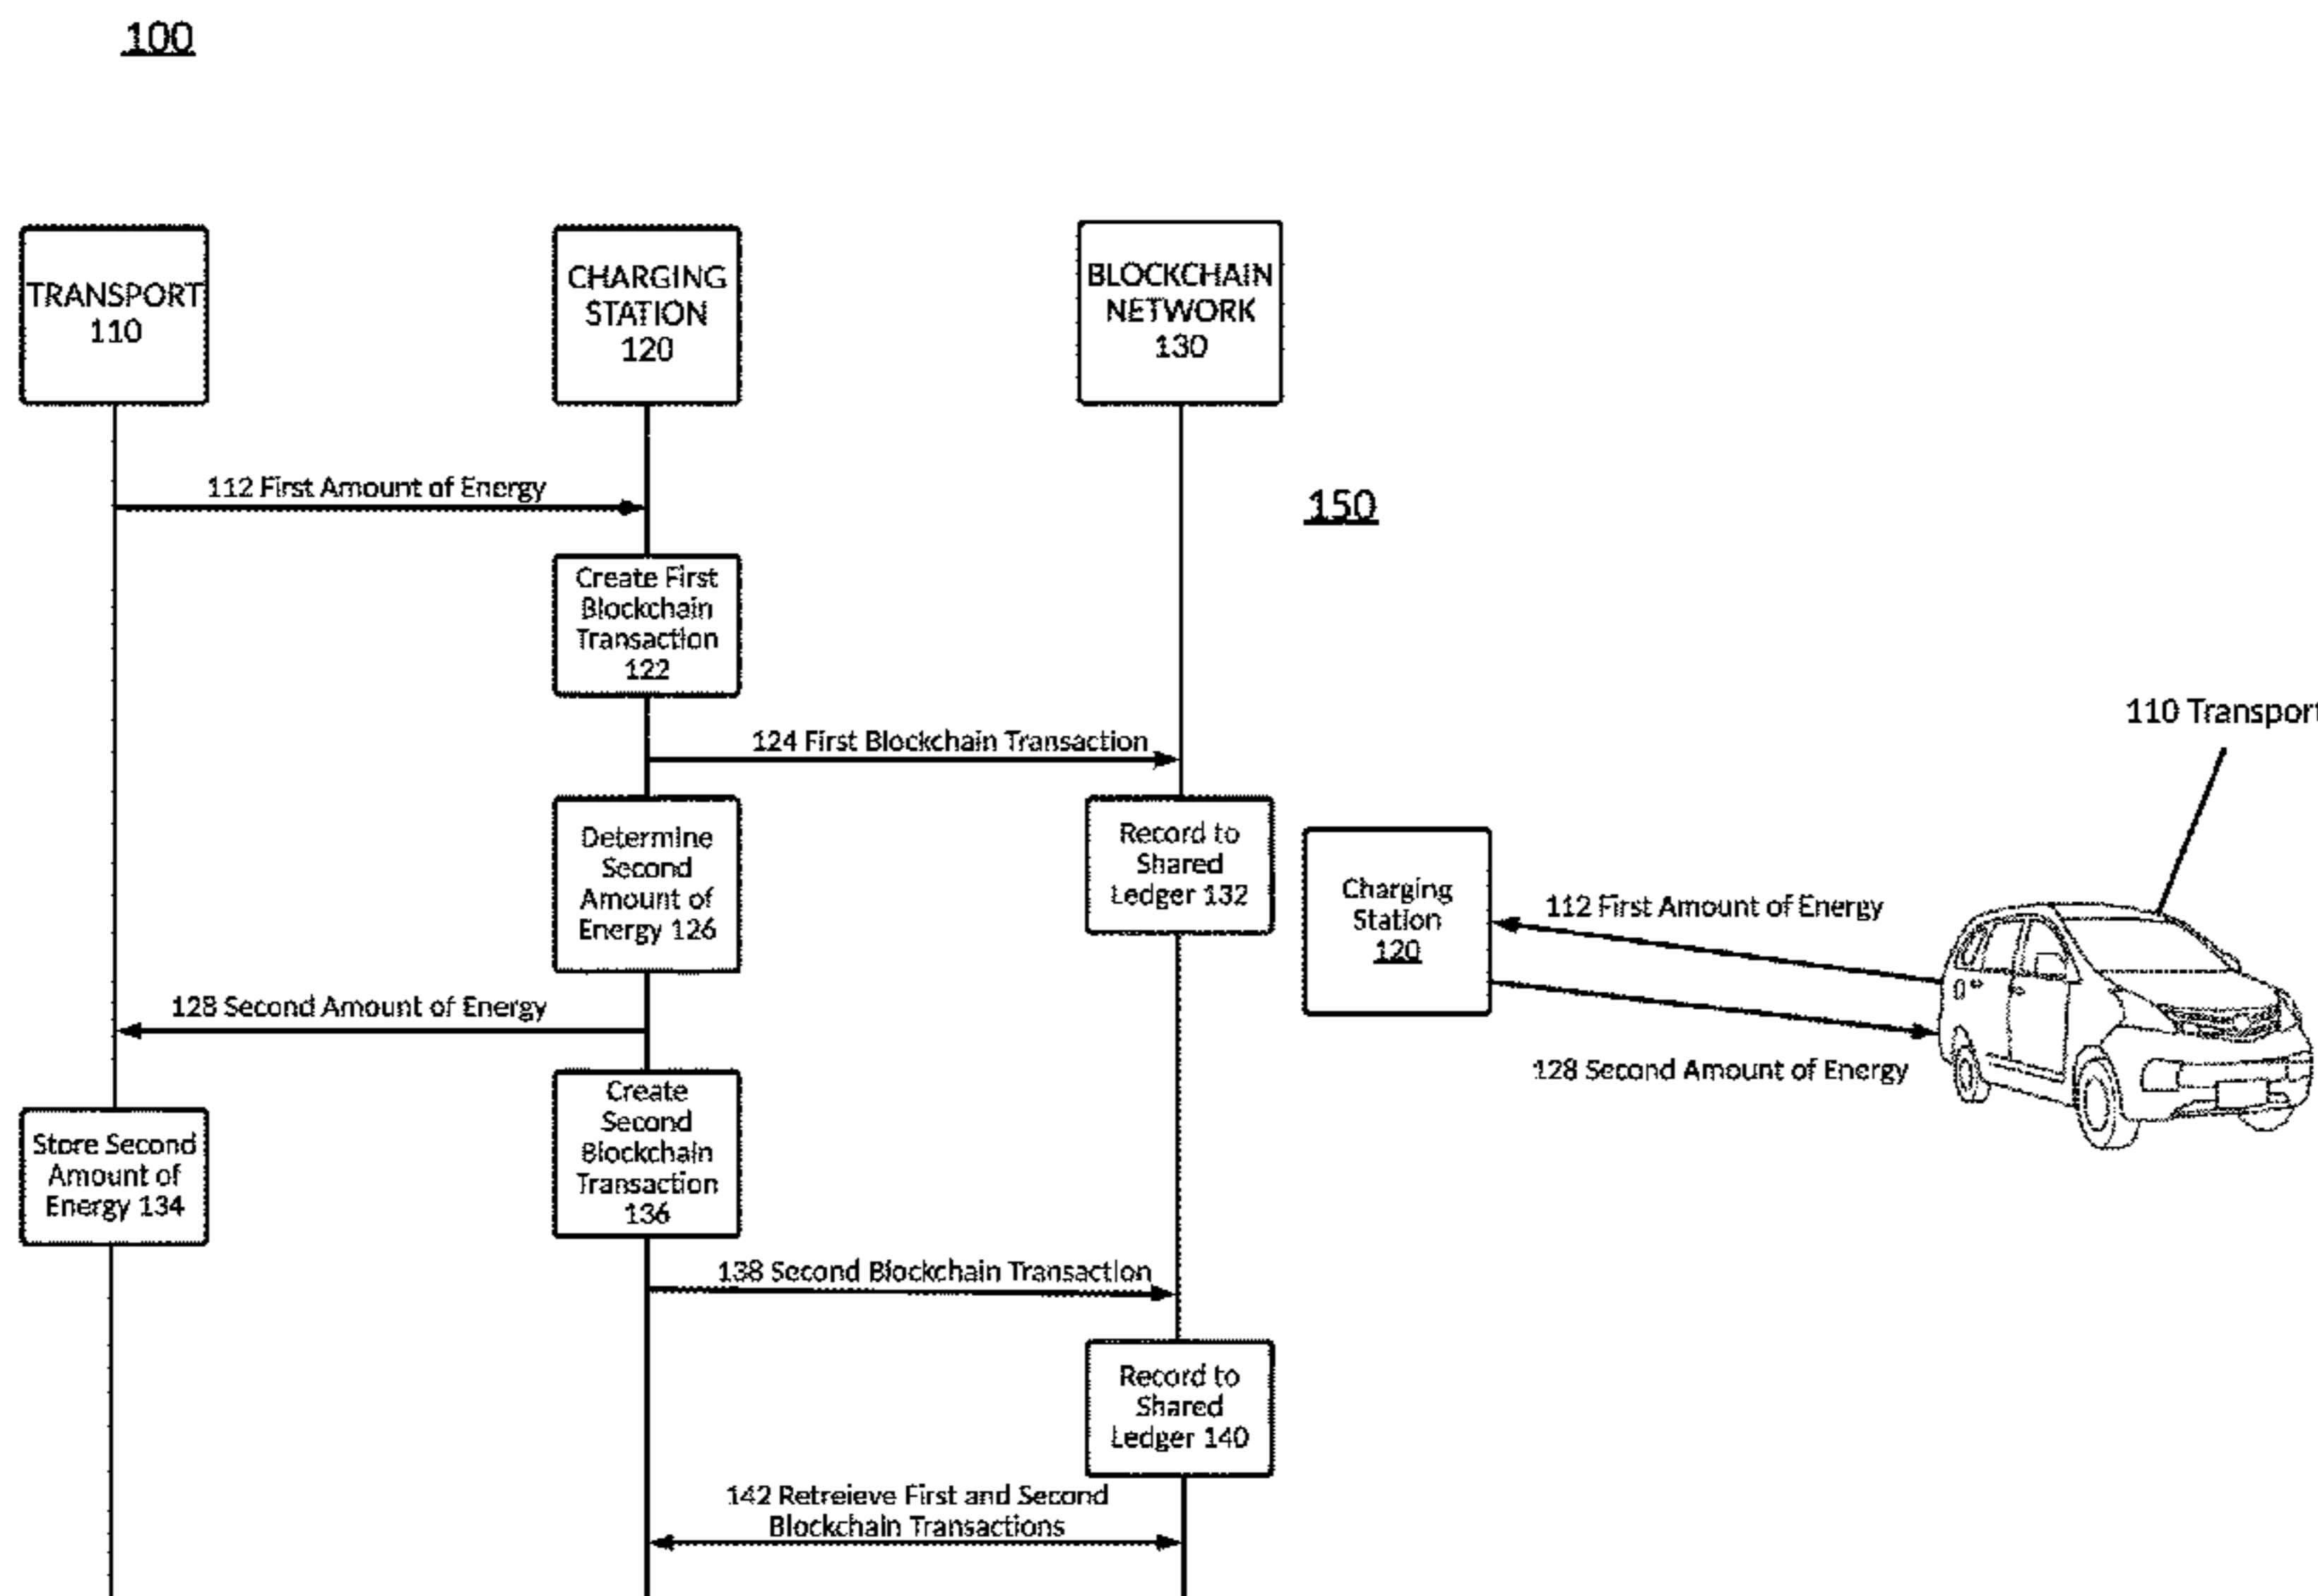 100
TRANSPORT
110
CHARGING
STATION
120
BLOCKCHAIN
NETWORK
130
112 First Amount of Energy
Create First
Blockchain
Transaction
122
124 First Blockchain Transaction
Determine
Second
Amount of
Energy 126
Record to
Shared
Ledger 132
128 Second Amount of Energy
Store Second
Amount of
Energy 134
Create
Second
Blockchain
Transaction
136
138 Second Blockchain Transaction
Record to
Shared
Ledger 140
142 Retreieve First and Second
Blockchain Transactions
150
110 Transport
Charging
Station
120
112 First Amount of Energy
128 Second Amount of Energy